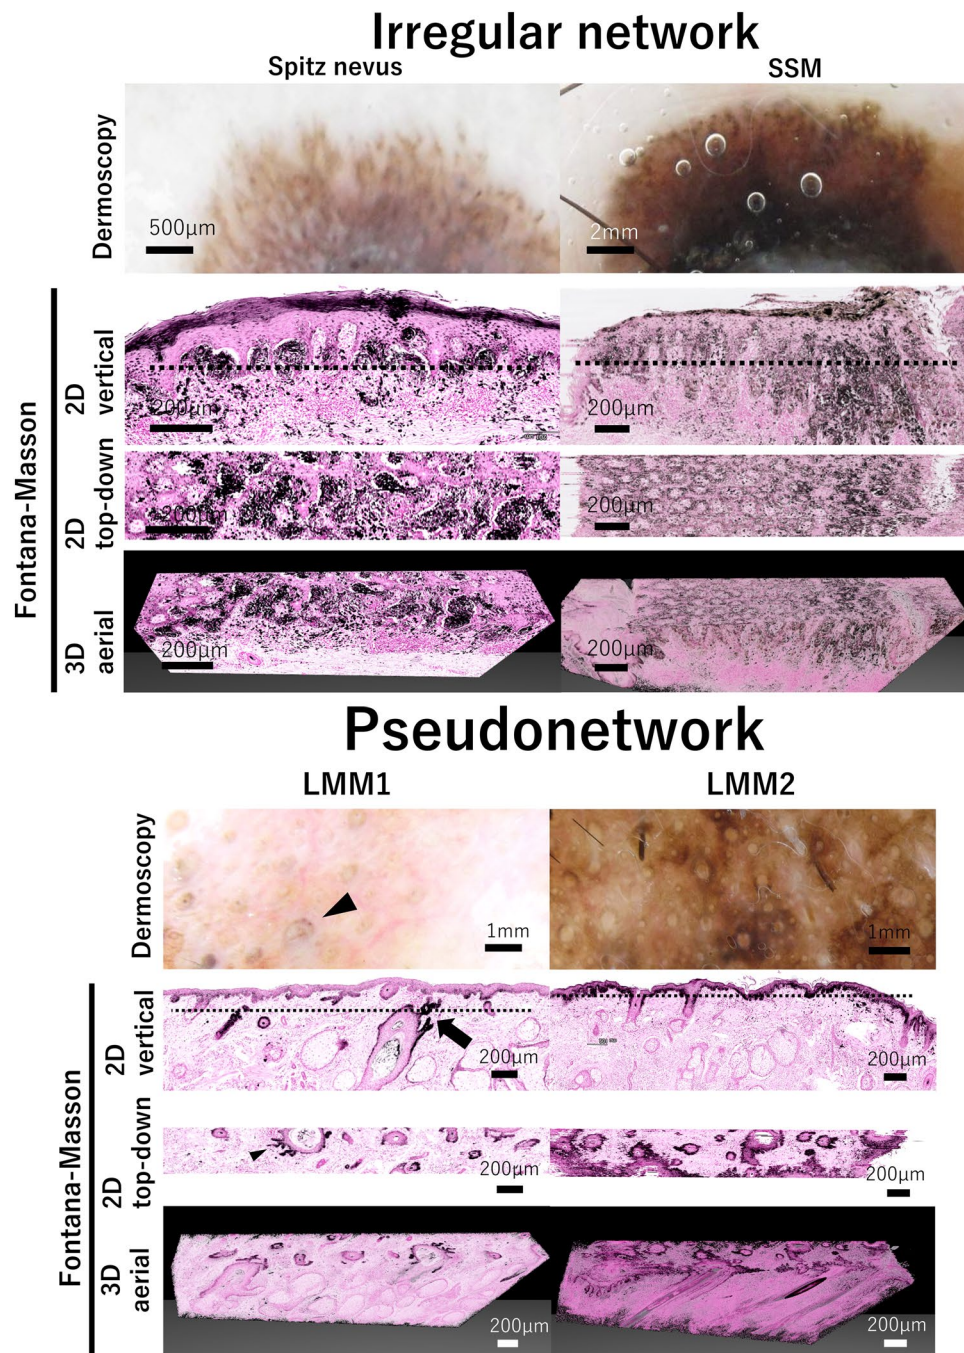 Irregular network
Spitz nevus
SSM
Dermoscopy
500μm
2mm
Fontana-Masson
2D
vertical
200μm
200μm
2D
top-down
200μm
200μm
3D
aerial
200μm
200μm
Pseudonetwork
LMM1
LMM2
Dermoscopy
1mm
1mm
Fontana-Masson
2D
vertical
200μm
200μm
2D
top-down
200μm
200μm
3D
aerial
200μm
200μm